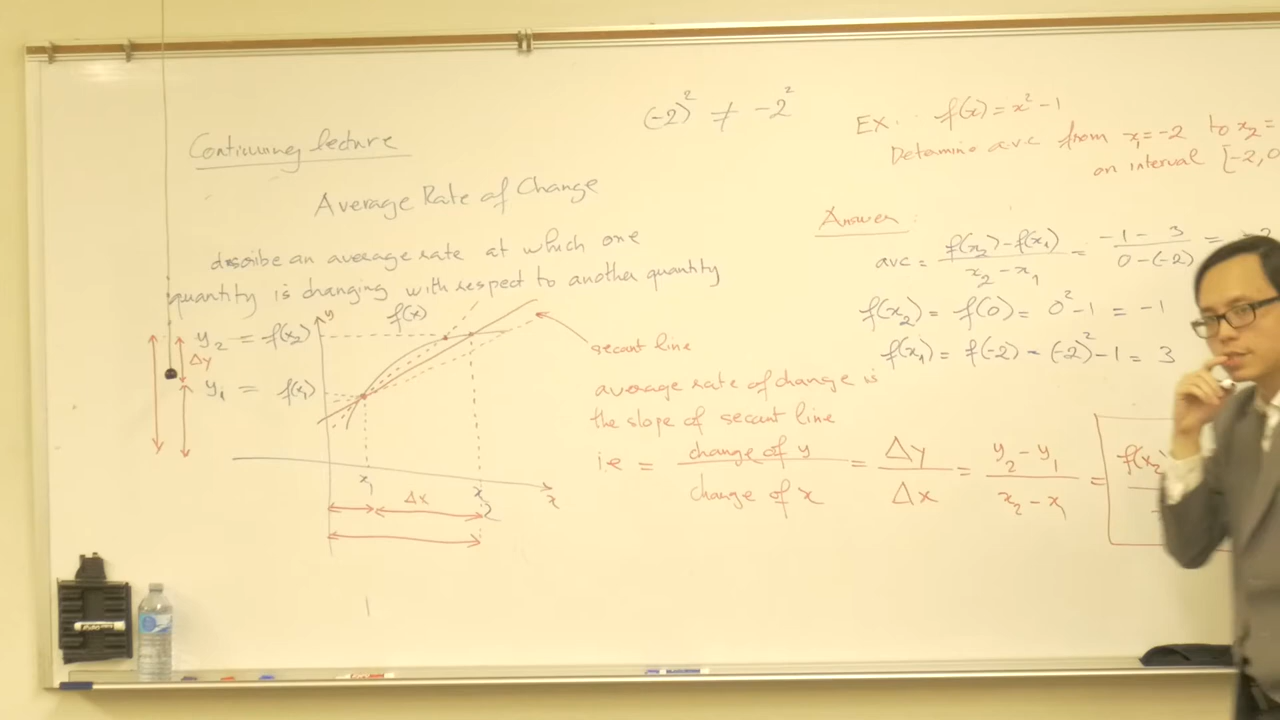 Continuing lecture
Average Rate of Change
describe an average rate at which one
quantity is changing with respect to another quantity
y₂ = f(x₂)
Δy
y₁ = f(x₁)
y
f(x)
x₁
Δx
x₂
x
secant line
average rate of change is
the slope of secant line
ie = change of y / change of x = Δy / Δx = (y₂ - y₁) / (x₂ - x₁) = f(x₂)
(-2)² ≠ -2²
EX: f(x) = x² - 1
Determine a.v.c from x₁ = -2 to x₂ =
on interval [-2, 0
Answer
avc = (f(x₂) - f(x₁)) / (x₂ - x₁) = (-1 - 3) / (0 - (-2)) =
f(x₂) = f(0) = 0² - 1 = -1
f(x₁) = f(-2) = (-2)² - 1 = 3